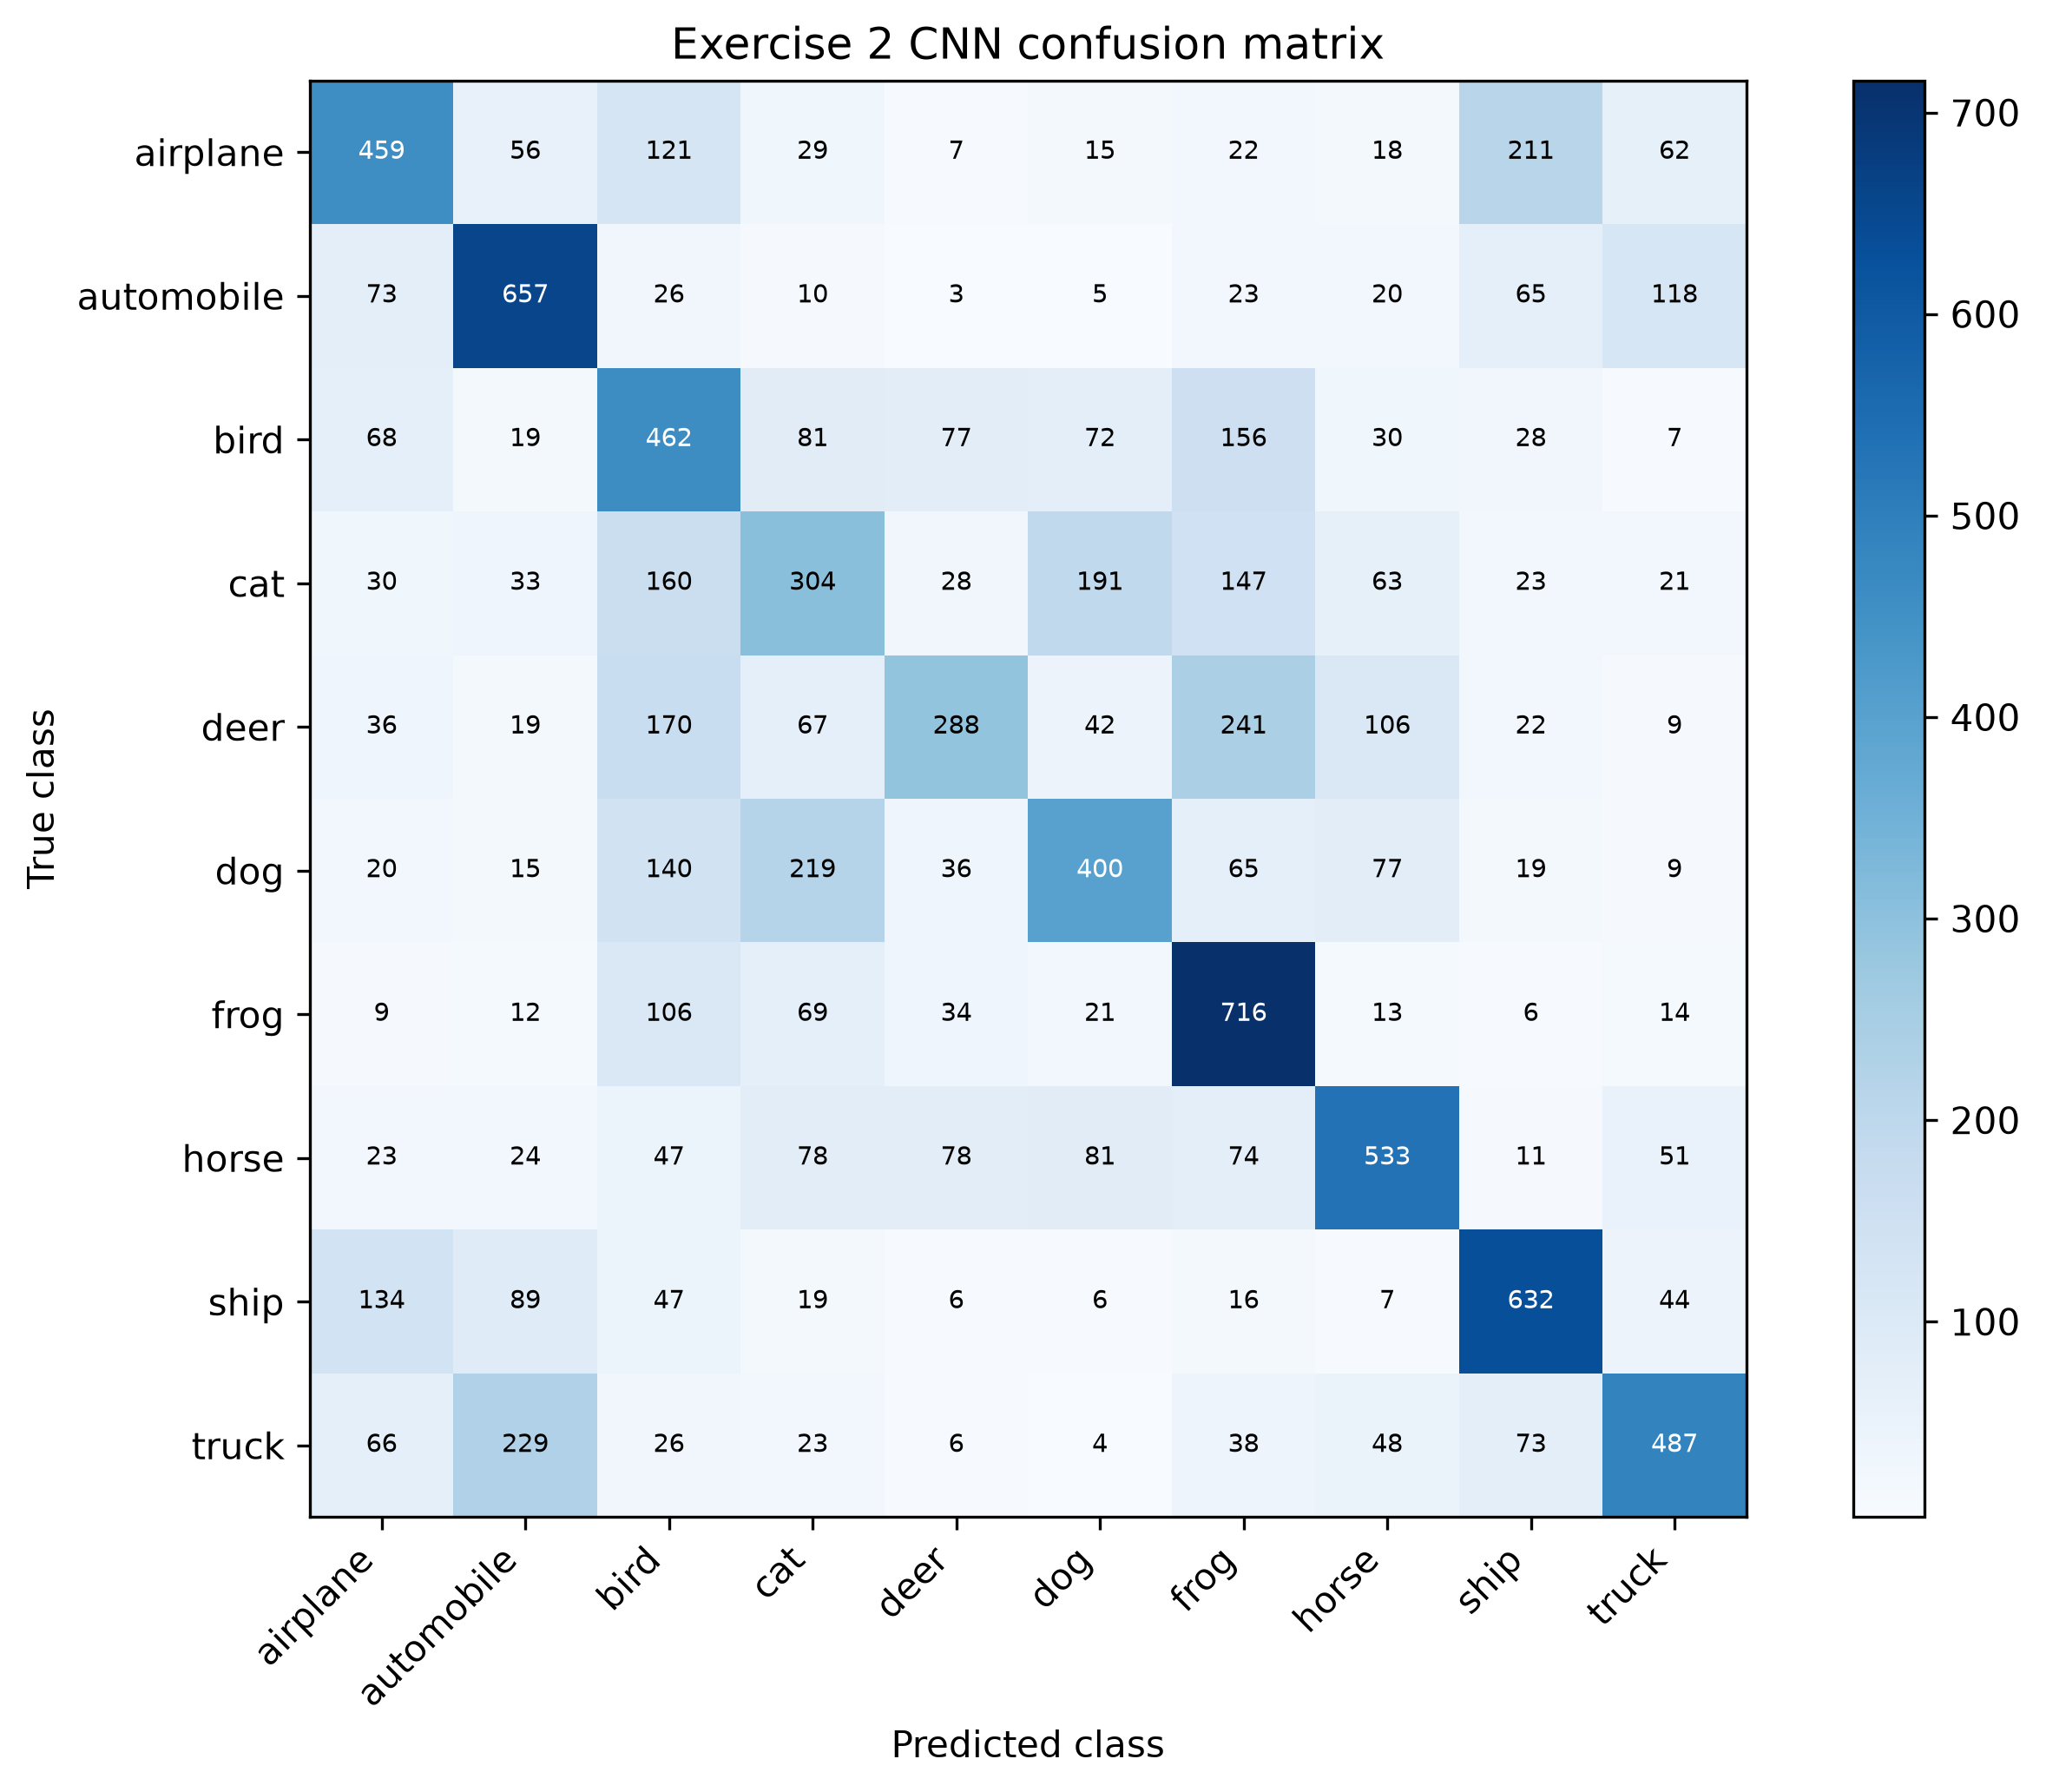 Exercise 2 CNN confusion matrix
airplane 459 56 121 29 7 15 22 18 211 62
automobile 73 657 26 10 3 5 23 20 65 118
bird 68 19 462 81 77 72 156 30 28 7
cat 30 33 160 304 28 191 147 63 23 21
deer 36 19 170 67 288 42 241 106 22 9
dog 20 15 140 219 36 400 65 77 19 9
frog 9 12 106 69 34 21 716 13 6 14
horse 23 24 47 78 78 81 74 533 11 51
ship 134 89 47 19 6 6 16 7 632 44
truck 66 229 26 23 6 4 38 48 73 487
airplane automobile bird cat deer dog frog horse ship truck
Predicted class
True class
700
600
500
400
300
200
100